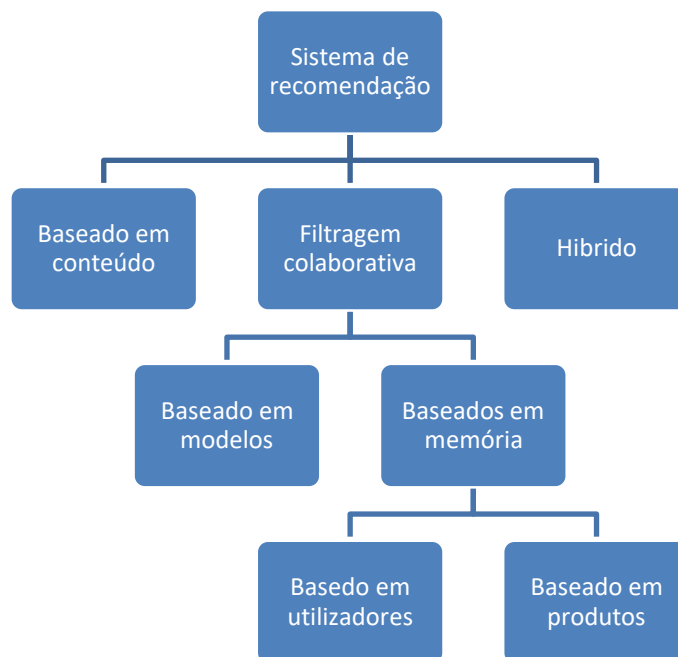 Sistema de
recomendação
Baseado em
conteúdo
Filtragem
colaborativa
Hibrido
Baseado em
modelos
Baseados em
memória
Basedo em
utilizadores
Baseado em
produtos